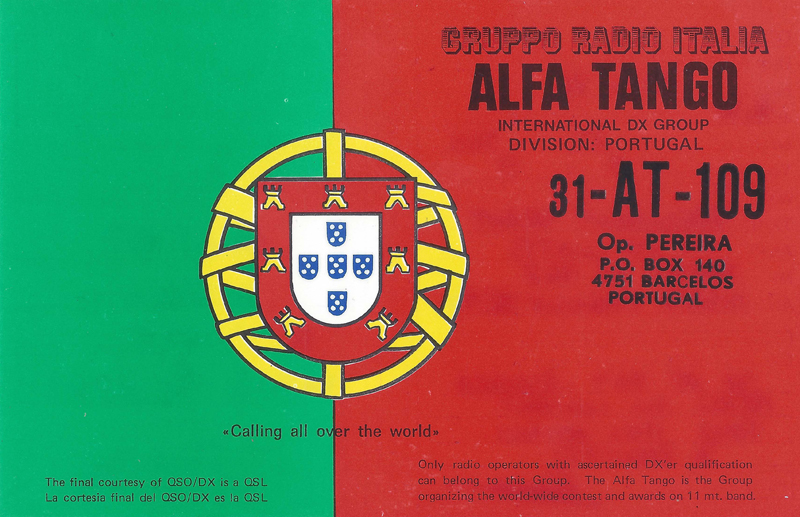 GRUPPO RADIO ITALIA
ALFA TANGO
INTERNATIONAL DX GROUP
DIVISION: PORTUGAL
31-AT-109
Op. PEREIRA
P.O. BOX 140
4751 BARCELOS
PORTUGAL
«Calling all over the world»
The final courtesy of QSO/DX is a QSL
La cortesia final del QSO/DX es la QSL
Only radio operators with ascertained DX'er qualification
can belong to this Group. The Alfa Tango is the Group
organizing the world-wide contest and awards on 11 mt. band.